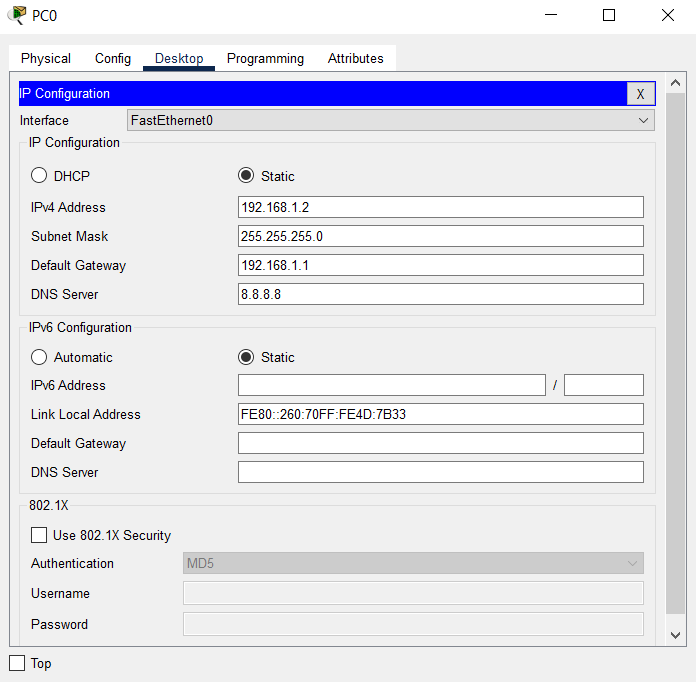 PC0
Physical Config Desktop Programming Attributes
IP Configuration X
Interface FastEthernet0
IP Configuration
DHCP Static
IPv4 Address 192.168.1.2
Subnet Mask 255.255.255.0
Default Gateway 192.168.1.1
DNS Server 8.8.8.8
IPv6 Configuration
Automatic Static
IPv6 Address /
Link Local Address FE80::260:70FF:FE4D:7B33
Default Gateway
DNS Server
802.1X
Use 802.1X Security
Authentication MD5
Username
Password
Top